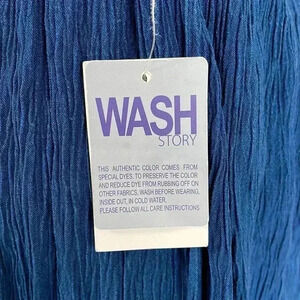 WASH
STORY
THIS AUTHENTIC COLOR COMES FROM
SPECIAL DYES. TO PRESERVE THE COLOR
AND REDUCE DYE FROM RUBBING OFF ON
OTHER FABRICS, WASH BEFORE WEARING,
INSIDE OUT, IN COLD WATER.
PLEASE FOLLOW ALL CARE INSTRUCTIONS